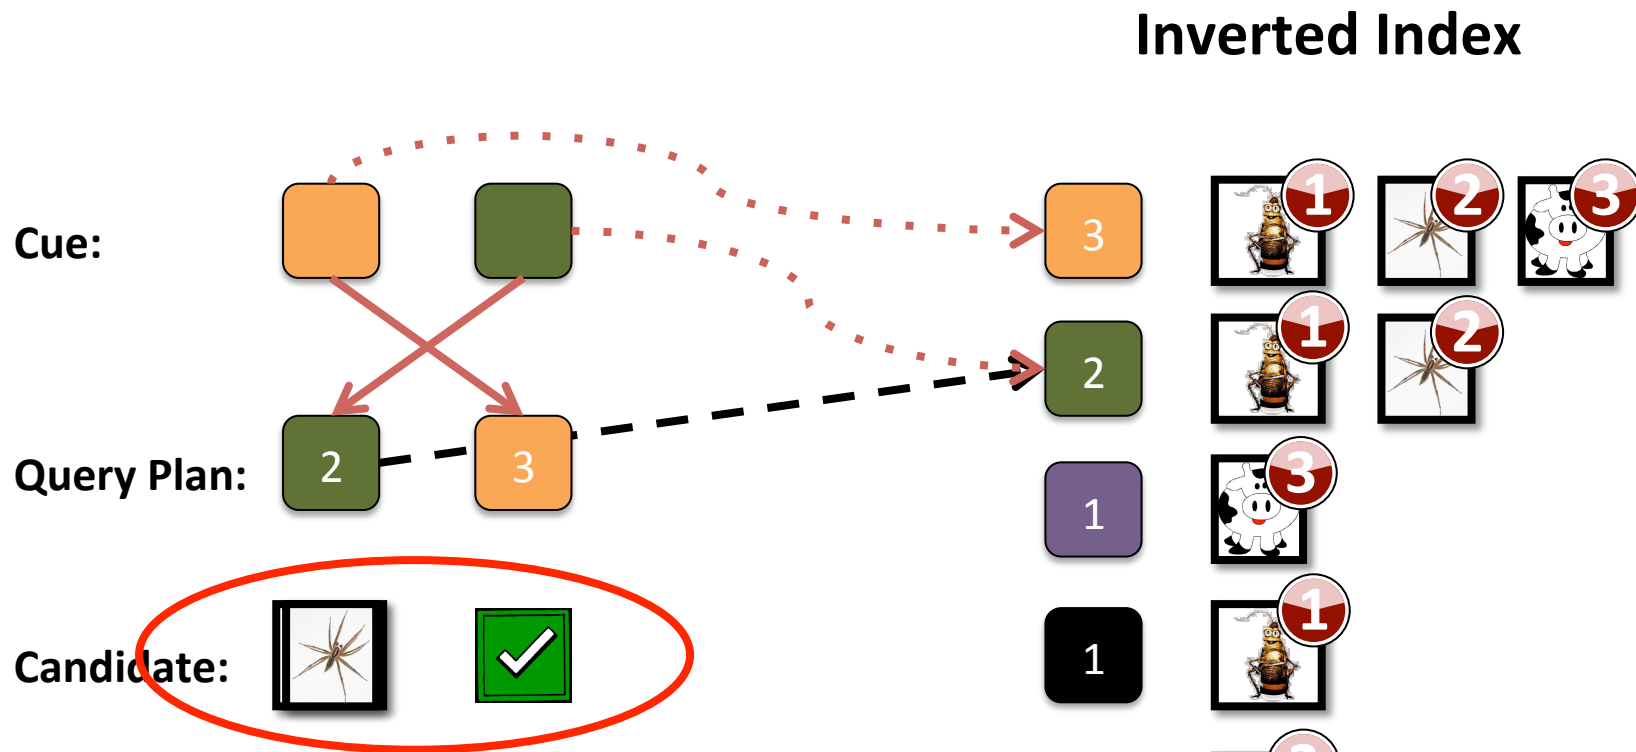 Inverted Index
Cue:
3 1 2 3
2 1 2
Query Plan: 2 3
1 3
Candidate:
1 1